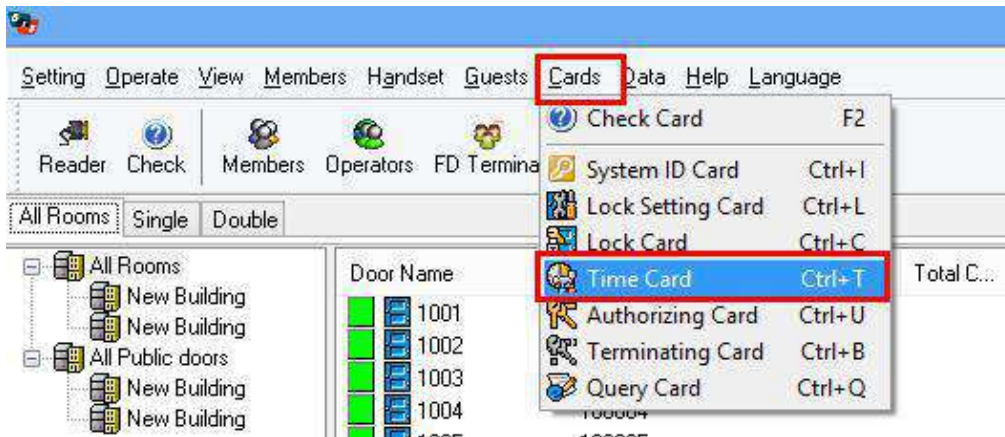 Setting Operate View Members Handset Guests Cards Data Help Language
Reader Check Members Operators FD Termina
Check Card F2
System ID Card Ctrl+I
Lock Setting Card Ctrl+L
Lock Card Ctrl+C
Time Card Ctrl+T
Authorizing Card Ctrl+U
Terminating Card Ctrl+B
Query Card Ctrl+Q
All Rooms Single Double
All Rooms
New Building
New Building
All Public doors
New Building
New Building
Door Name Total C...
1001
1002
1003
1004